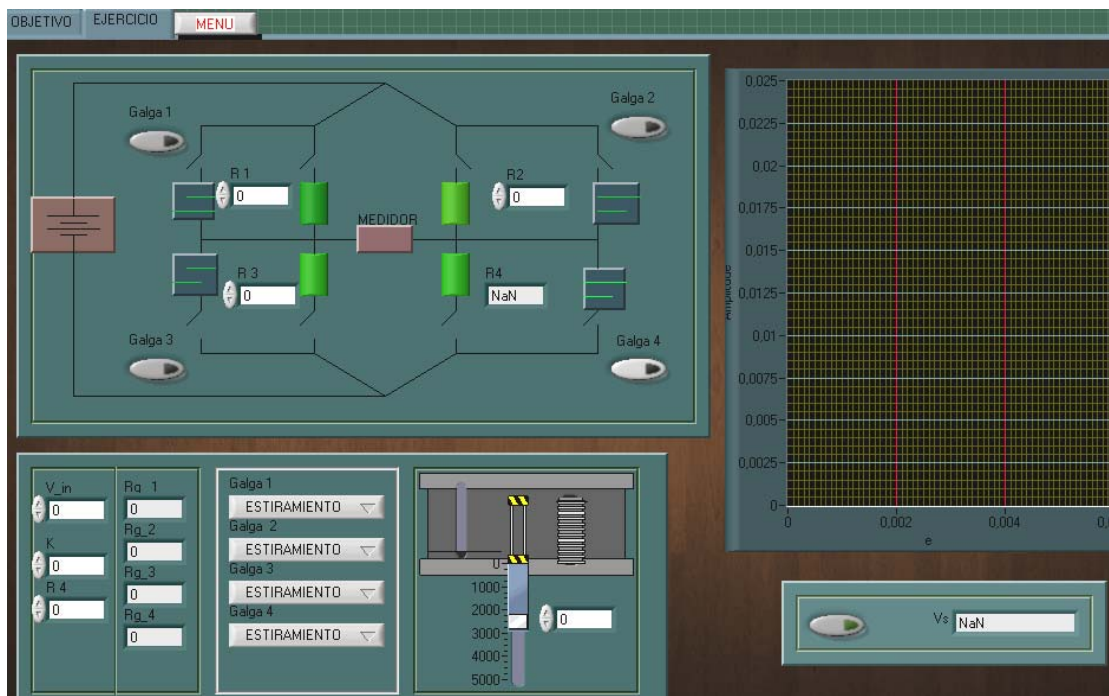 OBJETIVO
EJERCICIO
MENU
Galga 1
Galga 2
R 1
0
R2
0
MEDIDOR
R 3
0
R4
NaN
Galga 3
Galga 4
0,025
0,0225
0,02
0,0175
0,015
0,0125
0,01
0,0075
0,005
0,0025
0
Amplitude
0
0,002
0,004
e
V_in
0
K
0
R 4
0
Rg_1
0
Rg_2
0
Rg_3
0
Rg_4
0
Galga 1
ESTIRAMIENTO
Galga 2
ESTIRAMIENTO
Galga 3
ESTIRAMIENTO
Galga 4
ESTIRAMIENTO
0
1000
2000
3000
4000
5000
0
Vs
NaN